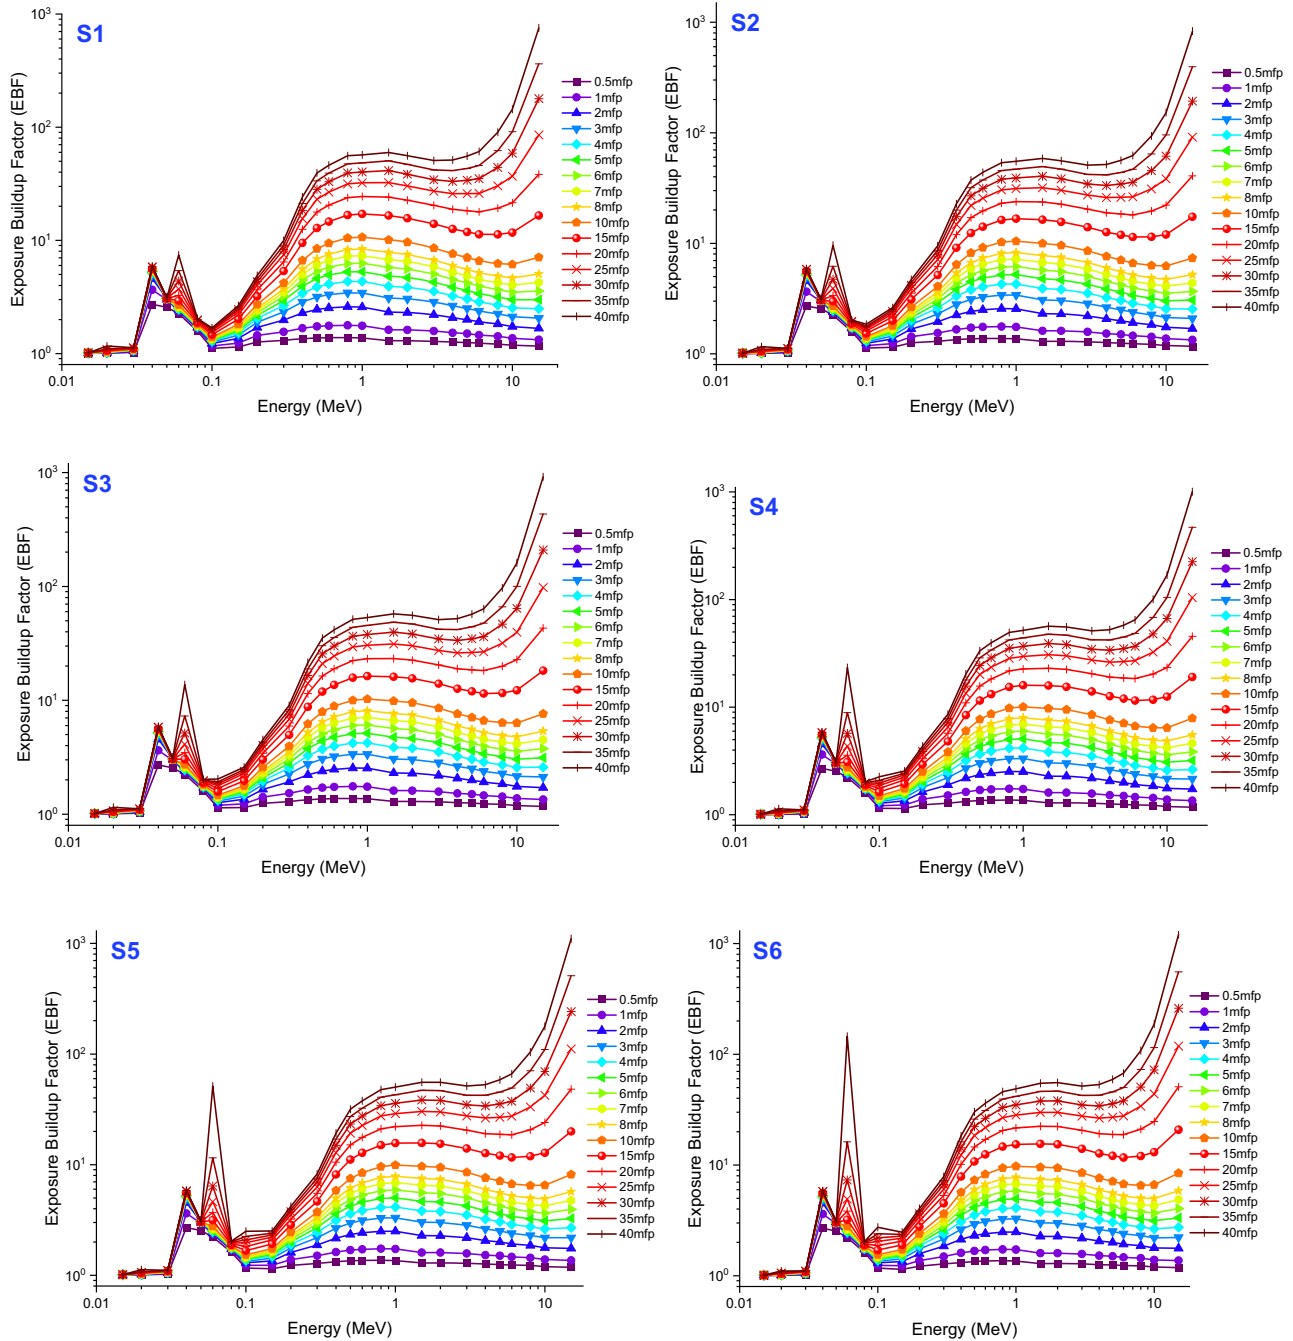 S1
Exposure Buildup Factor (EBF)
10³
10²
10¹
10⁰
0.01
0.1
1
10
Energy (MeV)
0.5mfp
1mfp
2mfp
3mfp
4mfp
5mfp
6mfp
7mfp
8mfp
10mfp
15mfp
20mfp
25mfp
30mfp
35mfp
40mfp
S2
Exposure Buildup Factor (EBF)
10³
10²
10¹
10⁰
0.01
0.1
1
10
Energy (MeV)
0.5mfp
1mfp
2mfp
3mfp
4mfp
5mfp
6mfp
7mfp
8mfp
10mfp
15mfp
20mfp
25mfp
30mfp
35mfp
40mfp
S3
Exposure Buildup Factor (EBF)
10³
10²
10¹
10⁰
0.01
0.1
1
10
Energy (MeV)
0.5mfp
1mfp
2mfp
3mfp
4mfp
5mfp
6mfp
7mfp
8mfp
10mfp
15mfp
20mfp
25mfp
30mfp
35mfp
40mfp
S4
Exposure Buildup Factor (EBF)
10³
10²
10¹
10⁰
0.01
0.1
1
10
Energy (MeV)
0.5mfp
1mfp
2mfp
3mfp
4mfp
5mfp
6mfp
7mfp
8mfp
10mfp
15mfp
20mfp
25mfp
30mfp
35mfp
40mfp
S5
Exposure Buildup Factor (EBF)
10³
10²
10¹
10⁰
0.01
0.1
1
10
Energy (MeV)
0.5mfp
1mfp
2mfp
3mfp
4mfp
5mfp
6mfp
7mfp
8mfp
10mfp
15mfp
20mfp
25mfp
30mfp
35mfp
40mfp
S6
Exposure Buildup Factor (EBF)
10³
10²
10¹
10⁰
0.01
0.1
1
10
Energy (MeV)
0.5mfp
1mfp
2mfp
3mfp
4mfp
5mfp
6mfp
7mfp
8mfp
10mfp
15mfp
20mfp
25mfp
30mfp
35mfp
40mfp